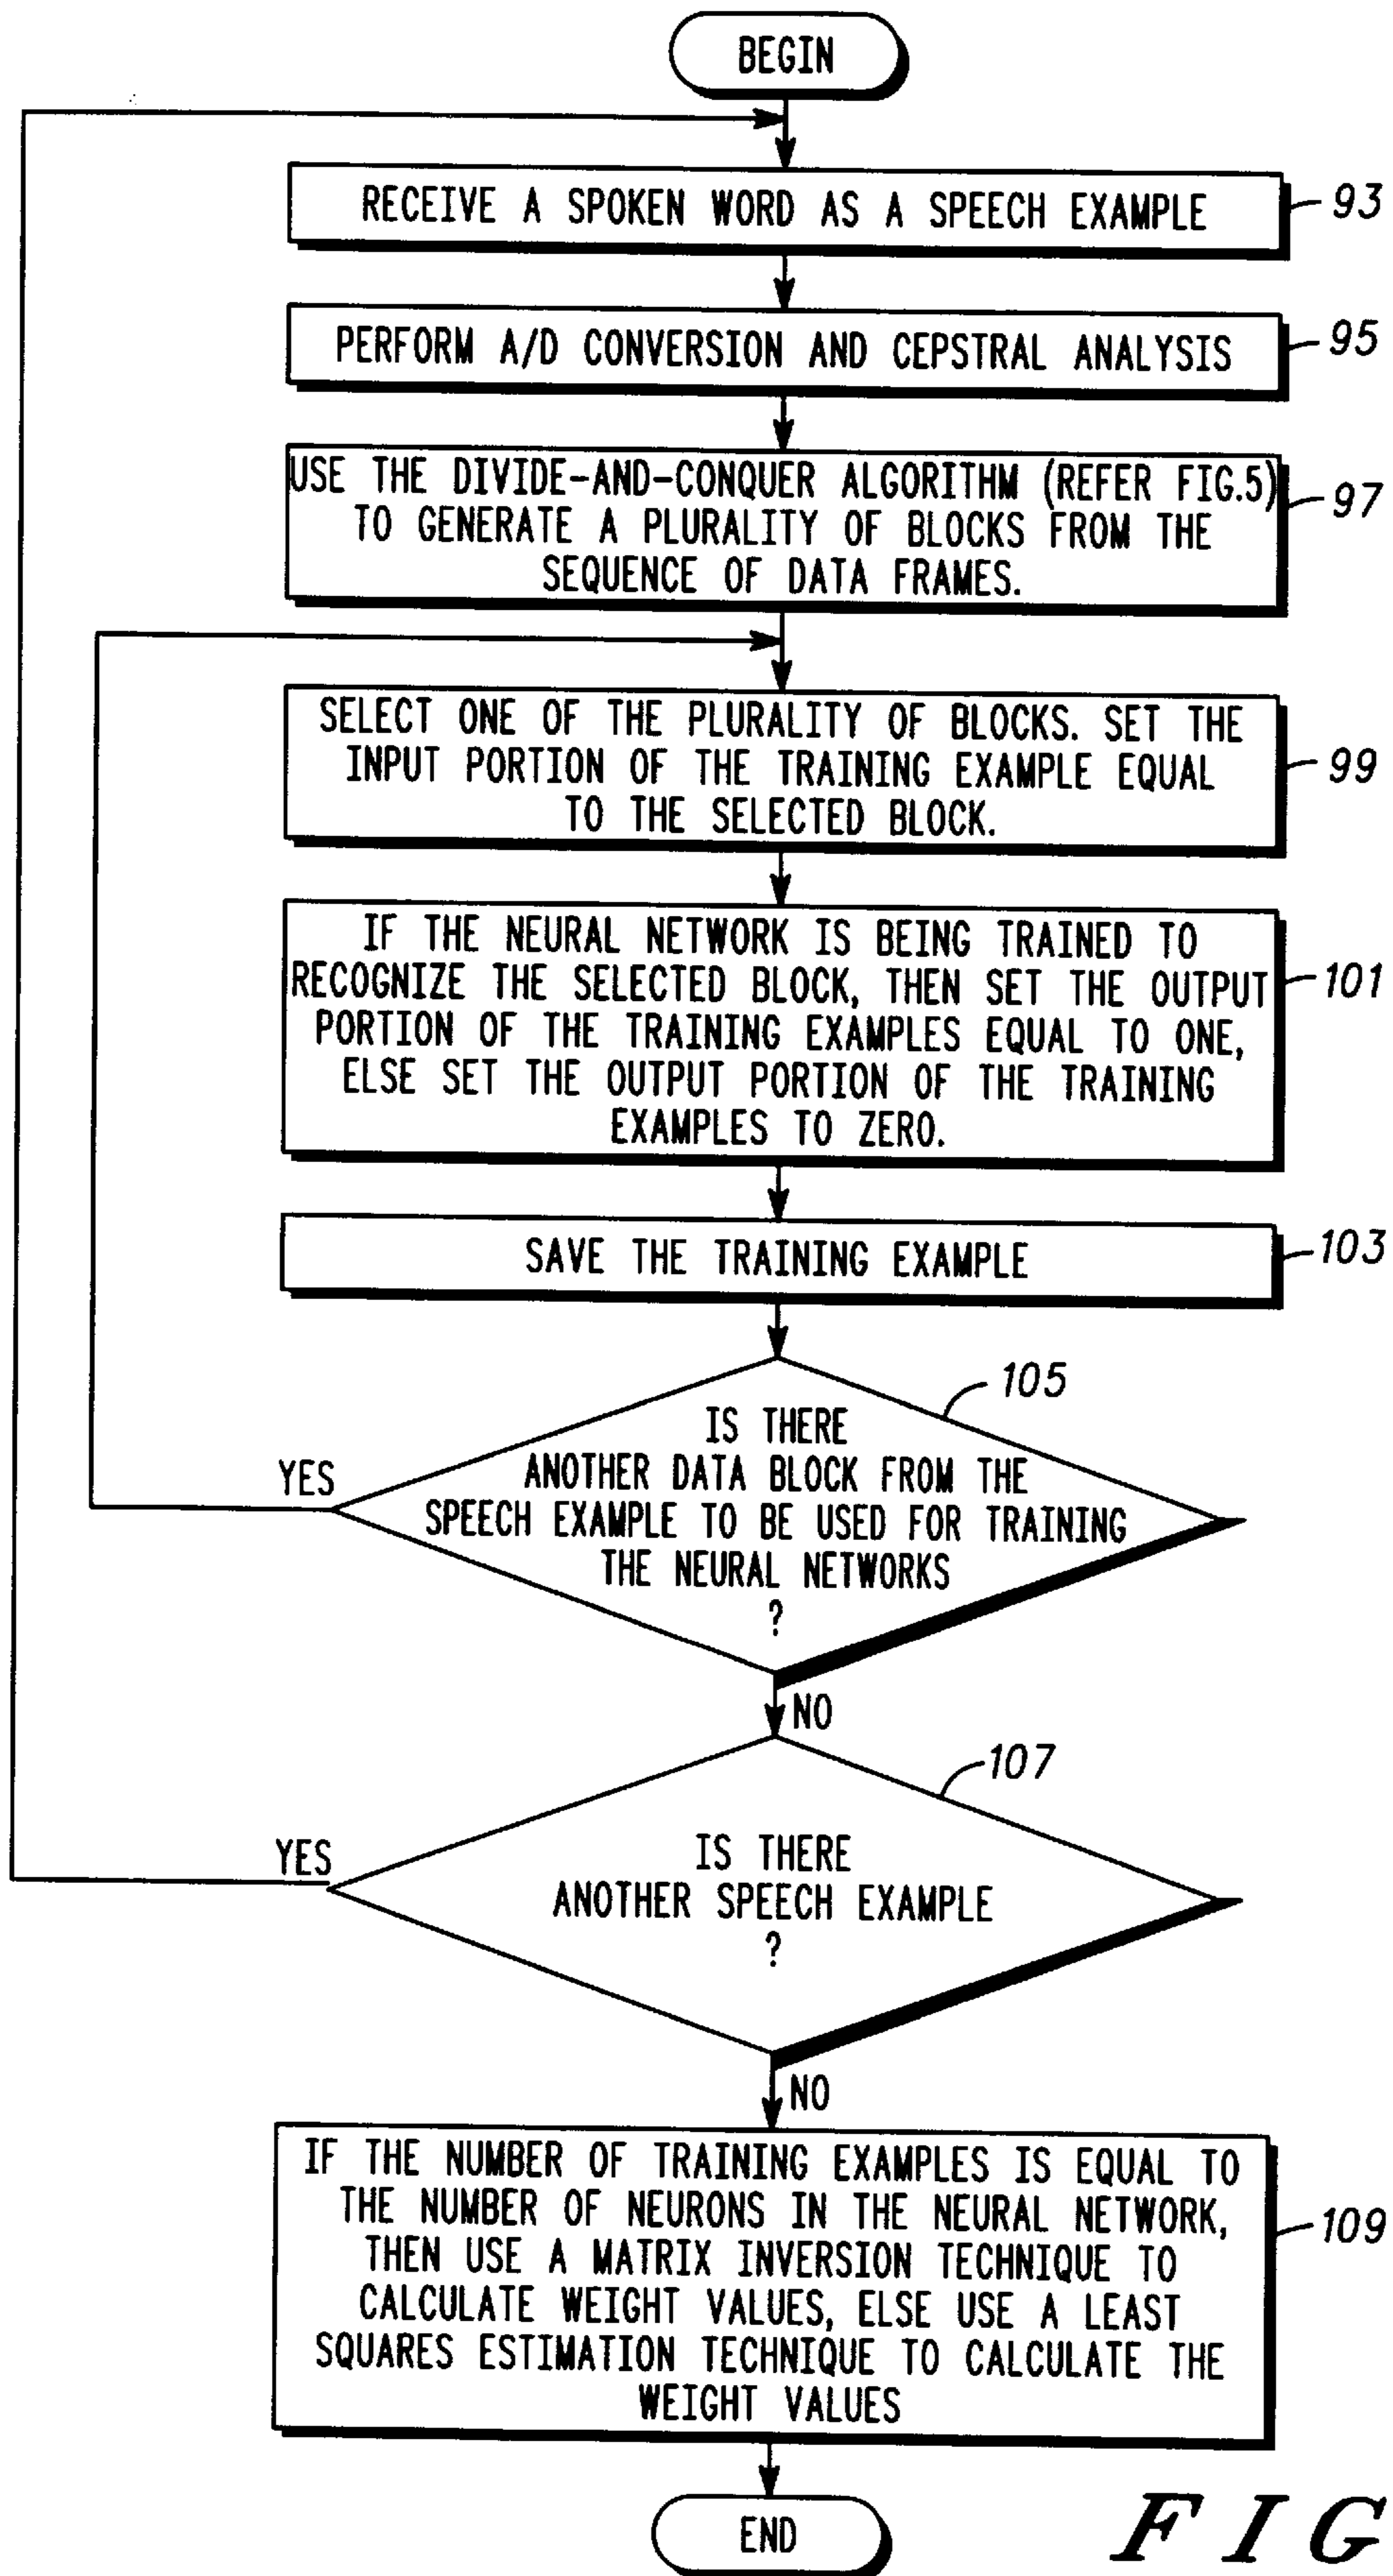 BEGIN
RECEIVE A SPOKEN WORD AS A SPEECH EXAMPLE
93
PERFORM A/D CONVERSION AND CEPSTRAL ANALYSIS
95
USE THE DIVIDE-AND-CONQUER ALGORITHM (REFER FIG.5)
TO GENERATE A PLURALITY OF BLOCKS FROM THE
SEQUENCE OF DATA FRAMES.
97
SELECT ONE OF THE PLURALITY OF BLOCKS. SET THE
INPUT PORTION OF THE TRAINING EXAMPLE EQUAL
TO THE SELECTED BLOCK.
99
IF THE NEURAL NETWORK IS BEING TRAINED TO
RECOGNIZE THE SELECTED BLOCK, THEN SET THE OUTPUT
PORTION OF THE TRAINING EXAMPLES EQUAL TO ONE,
ELSE SET THE OUTPUT PORTION OF THE TRAINING
EXAMPLES TO ZERO.
101
SAVE THE TRAINING EXAMPLE
103
105
IS THERE
ANOTHER DATA BLOCK FROM THE
SPEECH EXAMPLE TO BE USED FOR TRAINING
THE NEURAL NETWORKS
?
YES
NO
107
IS THERE
ANOTHER SPEECH EXAMPLE
?
YES
NO
IF THE NUMBER OF TRAINING EXAMPLES IS EQUAL TO
THE NUMBER OF NEURONS IN THE NEURAL NETWORK,
THEN USE A MATRIX INVERSION TECHNIQUE TO
CALCULATE WEIGHT VALUES, ELSE USE A LEAST
SQUARES ESTIMATION TECHNIQUE TO CALCULATE THE
WEIGHT VALUES
109
END
FIG